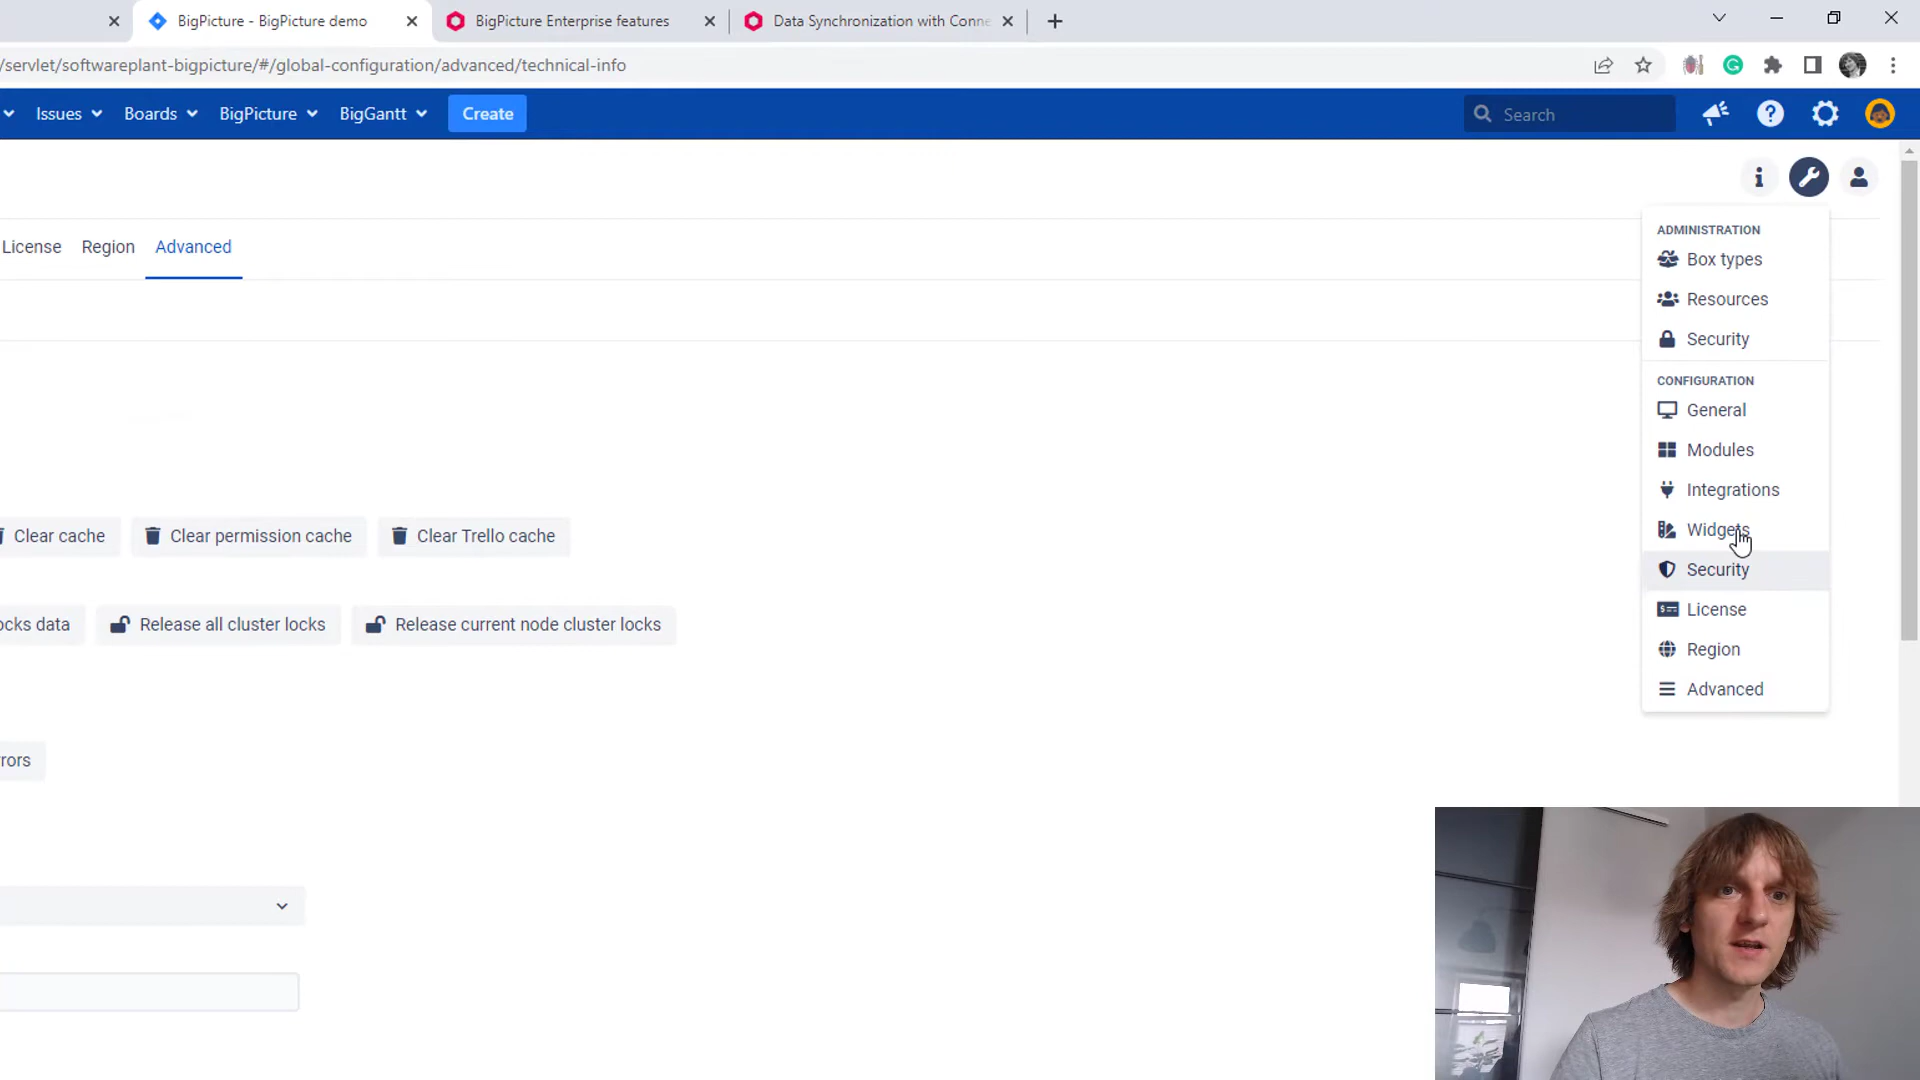 BigPicture - BigPicture demo
BigPicture Enterprise features
Data Synchronization with Conne
/servlet/softwareplant-bigpicture/#/global-configuration/advanced/technical-info
Issues
Boards
BigPicture
BigGantt
Create
Search
License
Region
Advanced
ADMINISTRATION
Box types
Resources
Security
CONFIGURATION
General
Modules
Integrations
Widgets
Security
License
Region
Advanced
Clear cache
Clear permission cache
Clear Trello cache
ocks data
Release all cluster locks
Release current node cluster locks
rrors